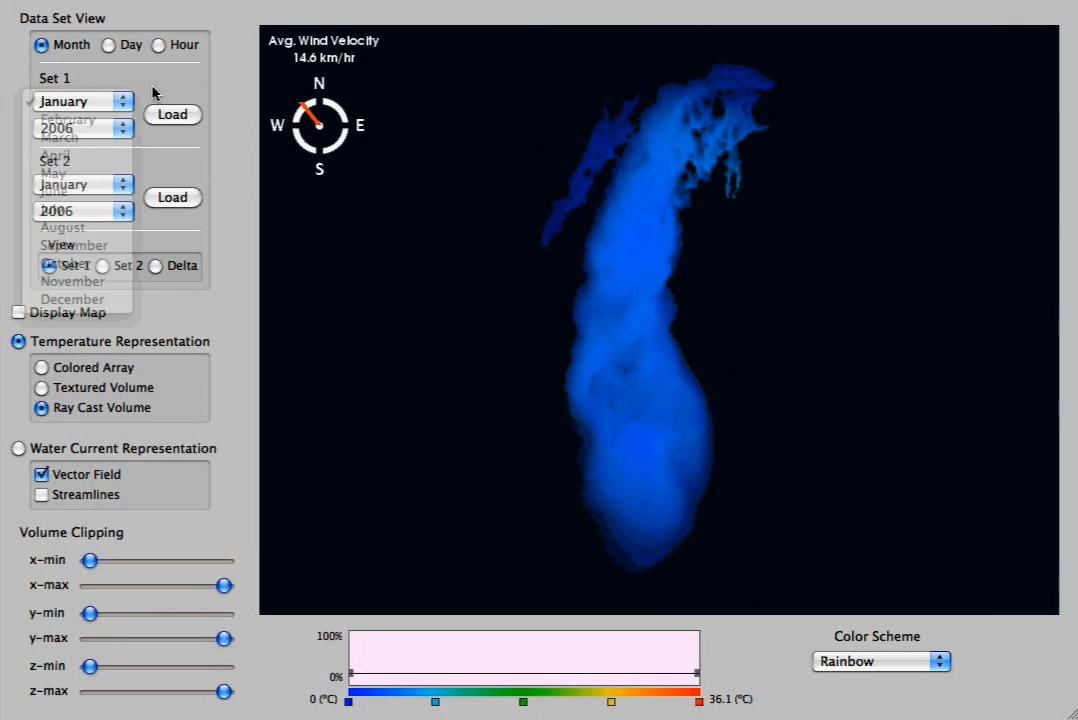 Data Set View
Month Day Hour
Set 1
January
February
2006
Load
March
April
Set 2
May
January
June
Load
2006
August
View
September
October
Set 1 Set 2 Delta
November
December
Display Map
Temperature Representation
Colored Array
Textured Volume
Ray Cast Volume
Water Current Representation
Vector Field
Streamlines
Volume Clipping
x-min
x-max
y-min
y-max
z-min
z-max
Avg. Wind Velocity
14.6 km/hr
N
W E
S
100%
0%
0 (°C) 36.1 (°C)
Color Scheme
Rainbow